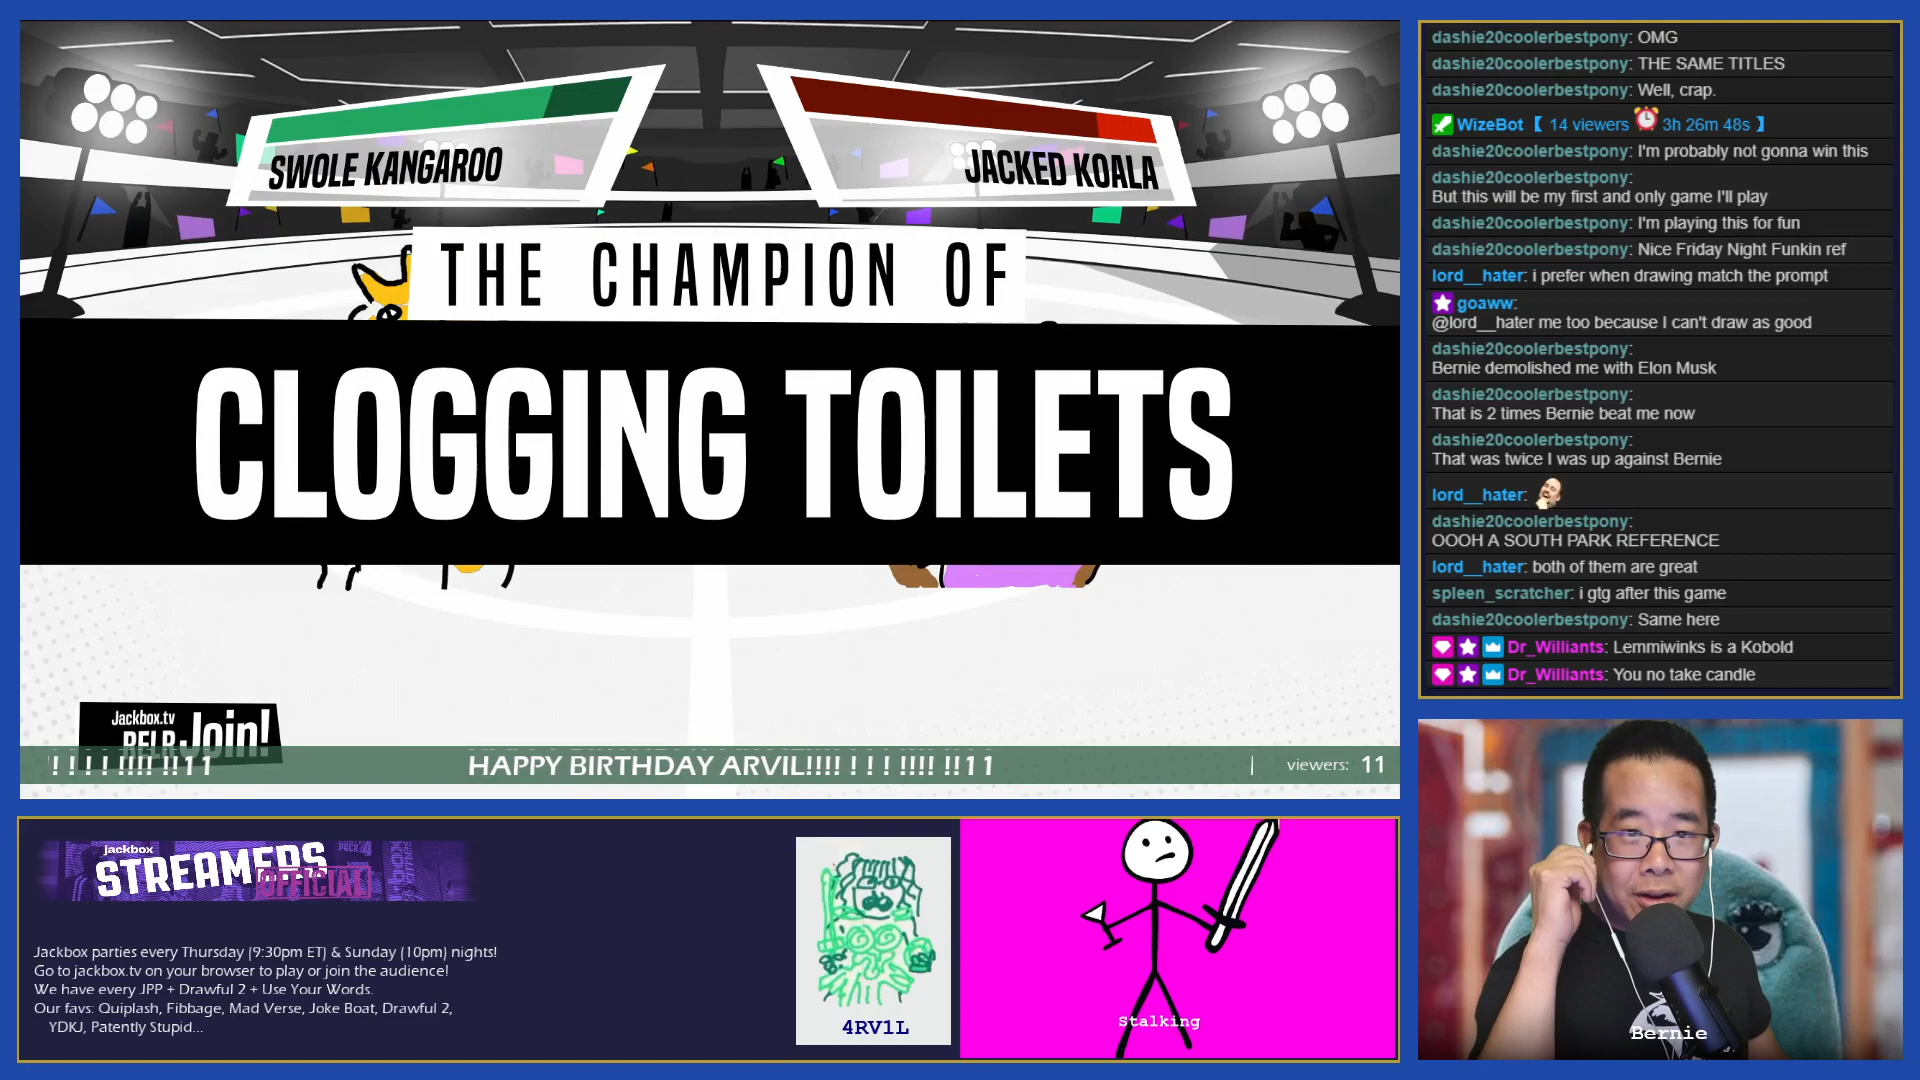 SWOLE KANGAROO
JACKED KOALA
THE CHAMPION OF
CLOGGING TOILETS
Jackbox.tv
RELR
Join!
! ! ! ! !!!! !!11
HAPPY BIRTHDAY ARVIL!!!! ! ! ! !!!! !!11
| viewers: 11
jackbox
STREAMERS
OFFICIAL
Jackbox parties every Thursday (9:30pm ET) & Sunday (10pm) nights!
Go to jackbox.tv on your browser to play or join the audience!
We have every JPP + Drawful 2 + Use Your Words.
Our favs: Quiplash, Fibbage, Mad Verse, Joke Boat, Drawful 2,
YDKJ, Patently Stupid...
4RV1L
Stalking
dashie20coolerbestpony: OMG
dashie20coolerbestpony: THE SAME TITLES
dashie20coolerbestpony: Well, crap.
WizeBot 【 14 viewers 3h 26m 48s 】
dashie20coolerbestpony: I'm probably not gonna win this
dashie20coolerbestpony:
But this will be my first and only game I'll play
dashie20coolerbestpony: I'm playing this for fun
dashie20coolerbestpony: Nice Friday Night Funkin ref
lord__hater: i prefer when drawing match the prompt
goaww:
@lord__hater me too because I can't draw as good
dashie20coolerbestpony:
Bernie demolished me with Elon Musk
dashie20coolerbestpony:
That is 2 times Bernie beat me now
dashie20coolerbestpony:
That was twice I was up against Bernie
lord__hater:
dashie20coolerbestpony:
OOOH A SOUTH PARK REFERENCE
lord__hater: both of them are great
spleen_scratcher: i gtg after this game
dashie20coolerbestpony: Same here
Dr_Williants: Lemmiwinks is a Kobold
Dr_Williants: You no take candle
Bernie